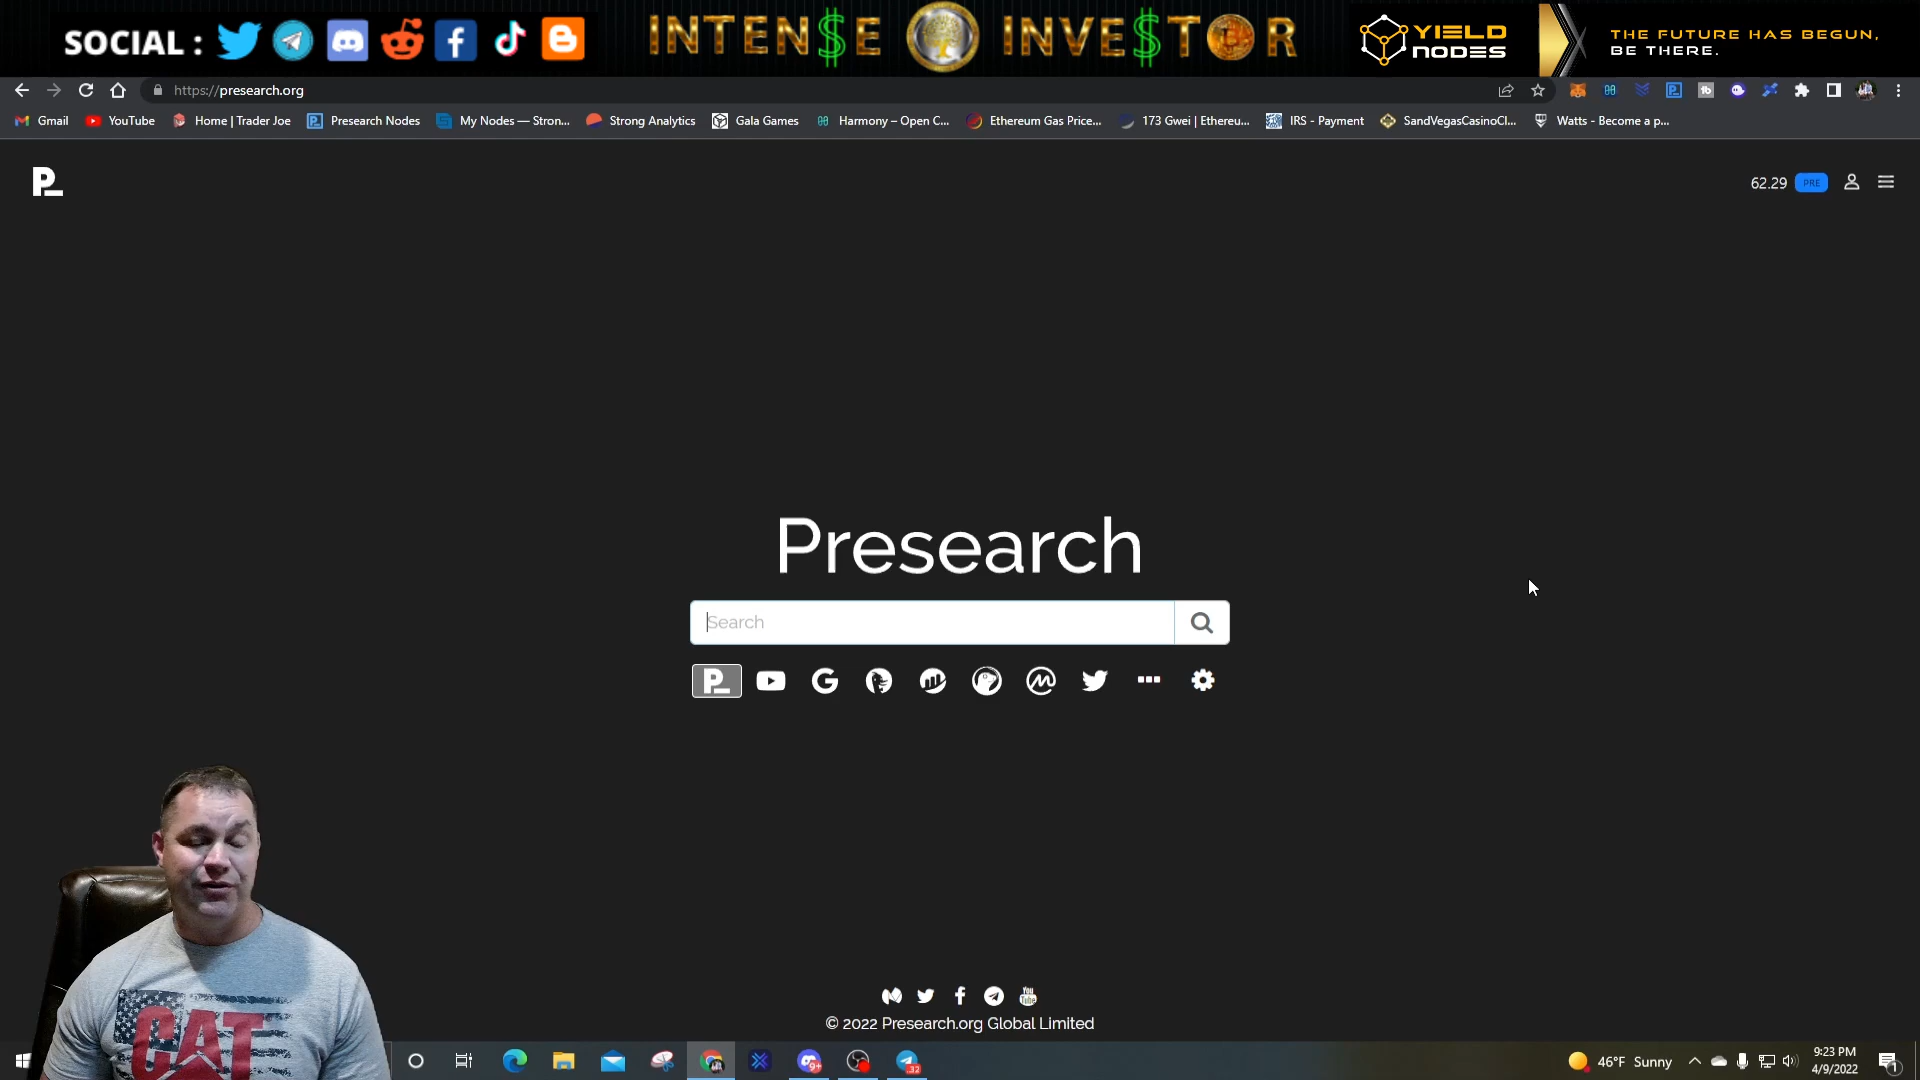 SOCIAL :
INTEN$E INVE$TOR
YIELD NODES
THE FUTURE HAS BEGUN,
BE THERE.
https://presearch.org
Gmail YouTube Home | Trader Joe Presearch Nodes My Nodes — Stron... Strong Analytics Gala Games Harmony – Open C... Ethereum Gas Price... 173 Gwei | Ethereu... IRS - Payment SandVegasCasinoCl... Watts - Become a p...
P_
62.29 PRE
Presearch
Search
© 2022 Presearch.org Global Limited
CAT
46°F Sunny
9:23 PM
4/9/2022